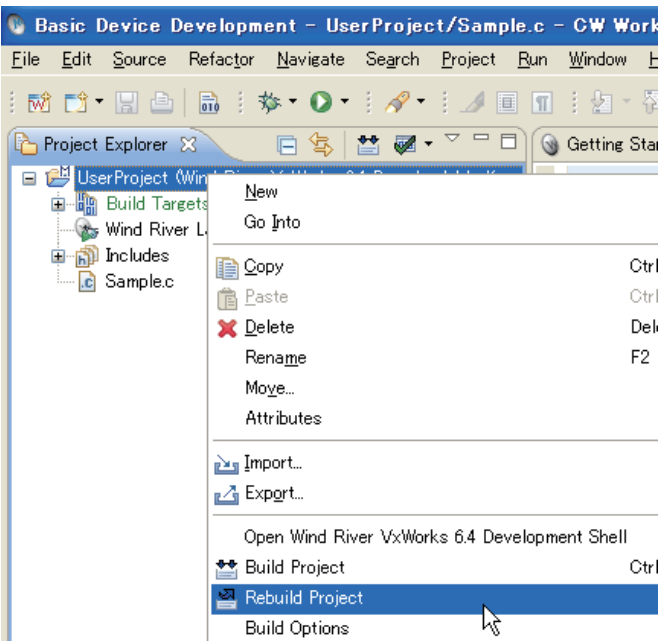 Basic Device Development - UserProject/Sample.c - CW Work
File Edit Source Refactor Navigate Search Project Run Window H
Project Explorer
Getting Star
UserProject (Wind River VxWorks 6.4 Downloadable K
Build Targets
Wind River L
Includes
Sample.c
New
Go Into
Copy Ctrl
Paste Ctrl
Delete Dele
Rename F2
Move...
Attributes
Import...
Export...
Open Wind River VxWorks 6.4 Development Shell
Build Project Ctrl
Rebuild Project
Build Options